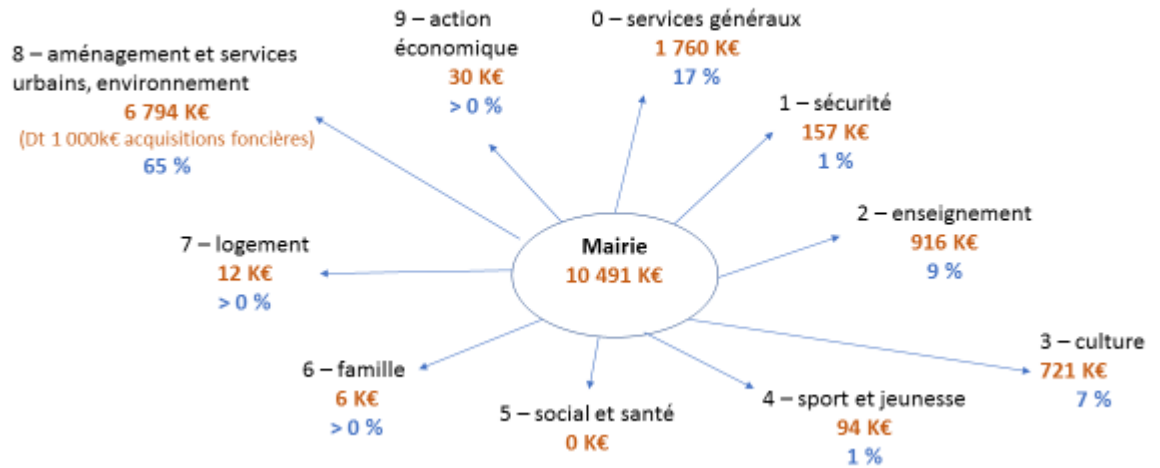 9 – action
économique
30 K€
> 0 %
0 – services généraux
1 760 K€
17 %
8 – aménagement et services
urbains, environnement
6 794 K€
(Dt 1 000k€ acquisitions foncières)
65 %
1 – sécurité
157 K€
1 %
2 – enseignement
916 K€
9 %
Mairie
10 491 K€
7 – logement
12 K€
> 0 %
3 – culture
721 K€
7 %
6 – famille
6 K€
> 0 %
5 – social et santé
0 K€
4 – sport et jeunesse
94 K€
1 %